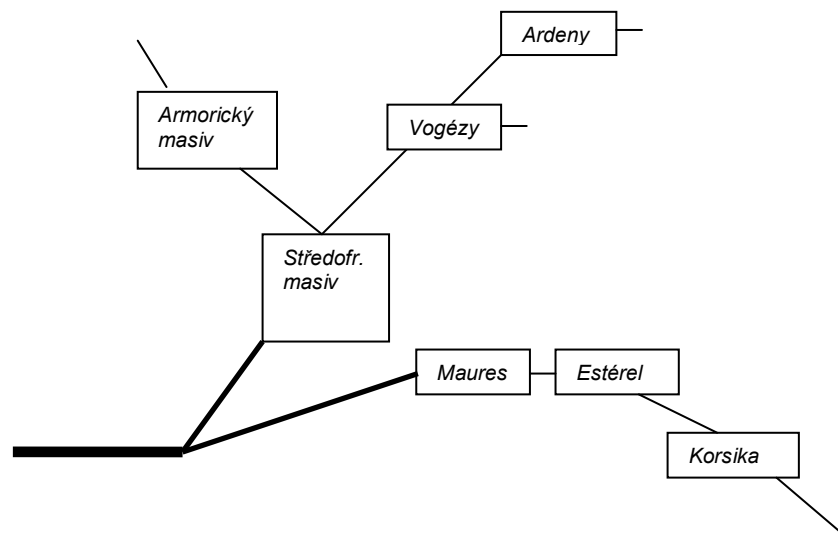 Ardeny
Armorický
masiv
Vogézy
Středofr.
masiv
Maures
Estérel
Korsika